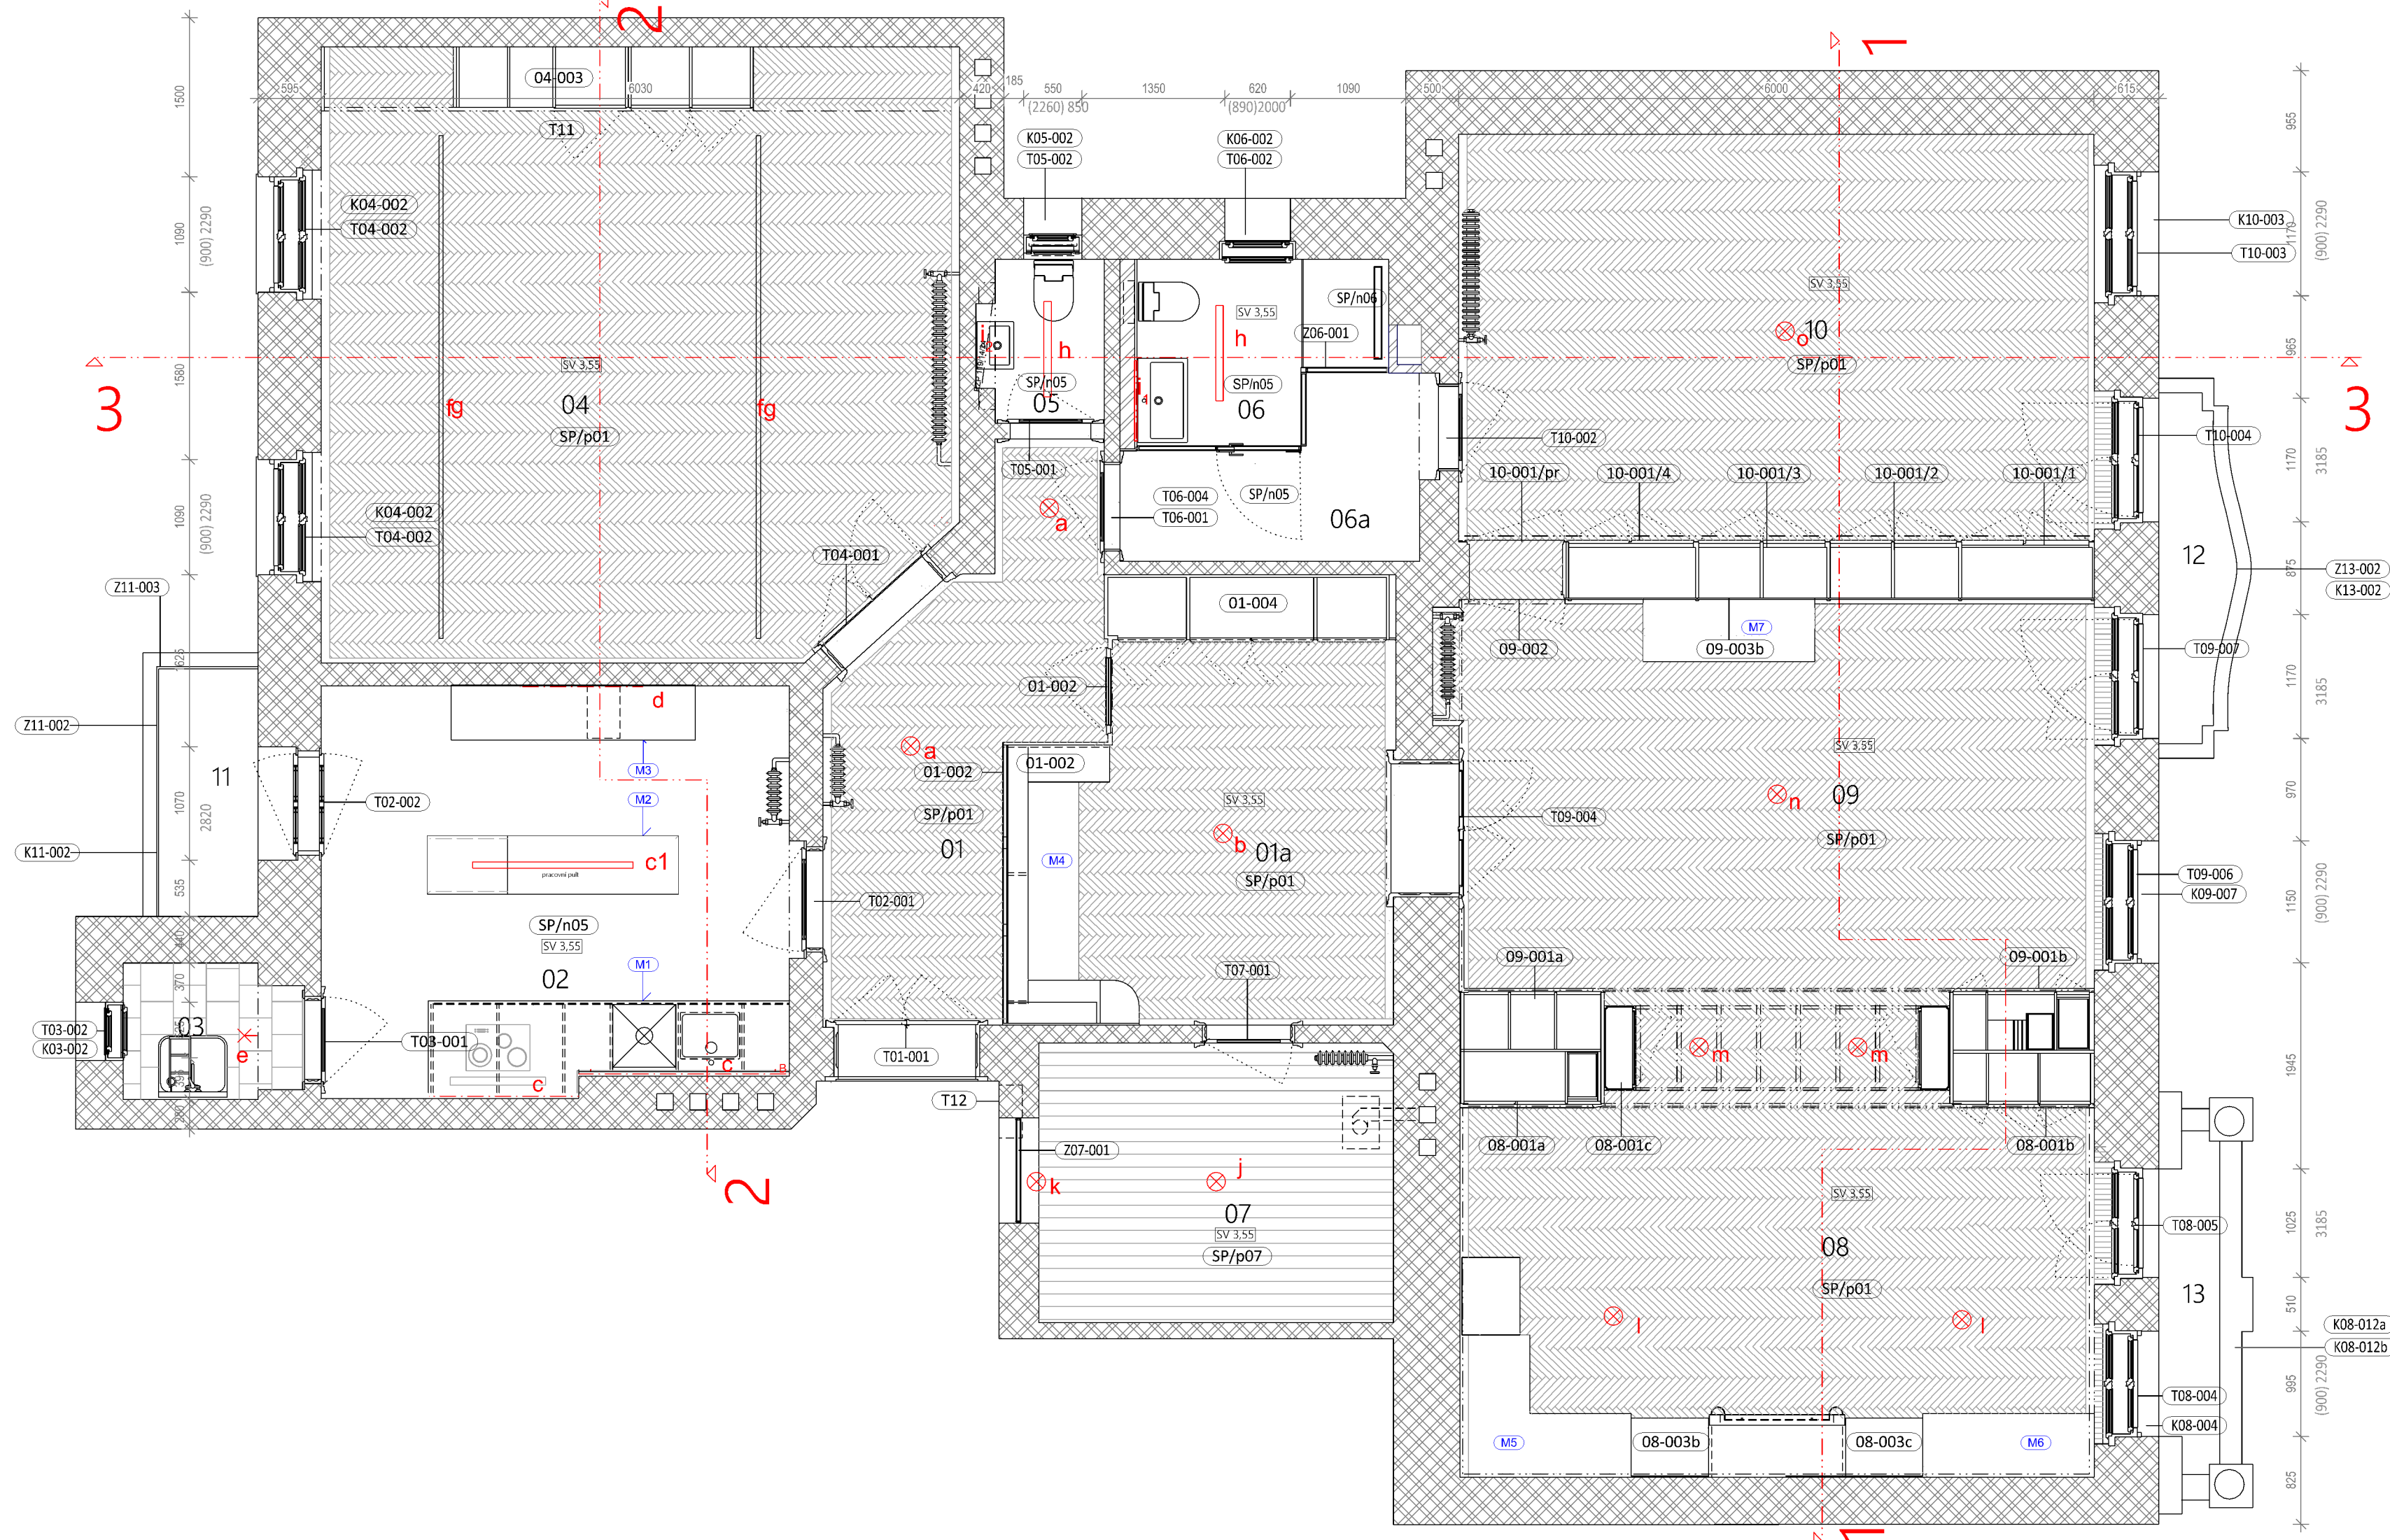 2
1
04-003
595
6030
420
185
550
1350
620
1090
500
6000
615
(2260) 850
(890)2000
1500
T11
K05-002
T05-002
K06-002
T06-002
955
K04-002
T04-002
1090
(900) 2290
K10-003
T10-003
1170
(900) 2290
SV 3,55
SP/n06
SV 3,55
Z06-001
h
h
10
o
SP/p01
3
1580
SV 3,55
fg
04
fg
SP/p01
SP/n05
05
SP/n05
06
965
3
T10-002
T10-004
T05-001
10-001/pr
10-001/4
10-001/3
10-001/2
10-001/1
1170
3185
T06-004
T06-001
SP/n05
06a
a
K04-002
T04-002
1090
(900) 2290
T04-001
12
875
Z13-002
K13-002
Z11-003
01-004
M7
09-002
09-003b
T09-007
1625
01-002
d
1170
3185
Z11-002
a
SV 3,55
M3
11
01-002
01-002
M2
T02-002
SV 3,55
n
09
970
1070
2820
SP/p01
01
b
01a
T09-004
SP/p01
K11-002
c1
pracovní pult
M4
SP/p01
T09-006
K09-007
535
T02-001
1150
(900) 2290
SP/n05
SV 3,55
440
02
M1
T07-001
09-001a
09-001b
370
T03-002
K03-002
03
e
T03-001
T01-001
m
m
c
c
B
1945
T12
08-001a
08-001c
08-001b
Z07-001
2
k
j
SV 3,55
07
SV 3,55
SP/p07
T08-005
1025
3185
08
SP/p01
13
510
l
l
K08-012a
K08-012b
T08-004
995
(900) 2290
K08-004
M5
08-003b
08-003c
M6
825
1